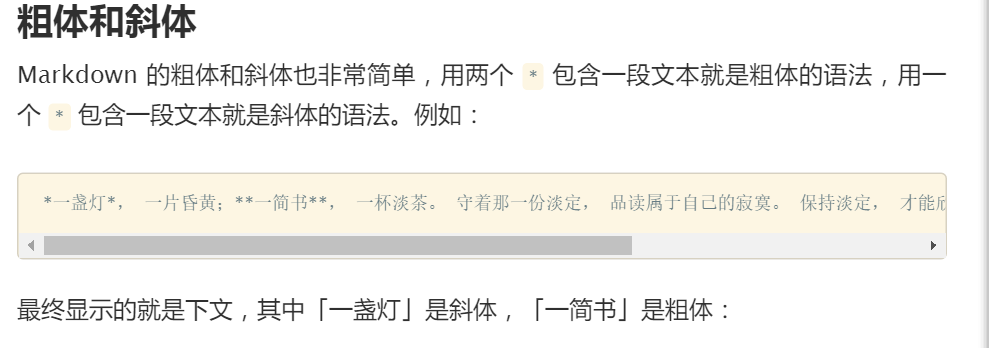 粗体和斜体
Markdown 的粗体和斜体也非常简单，用两个 * 包含一段文本就是粗体的语法，用一
个 * 包含一段文本就是斜体的语法。例如：
*一盏灯*， 一片昏黄；**一简书**， 一杯淡茶。 守着那一份淡定， 品读属于自己的寂寞。 保持淡定， 才能
最终显示的就是下文，其中「一盏灯」是斜体，「一简书」是粗体：